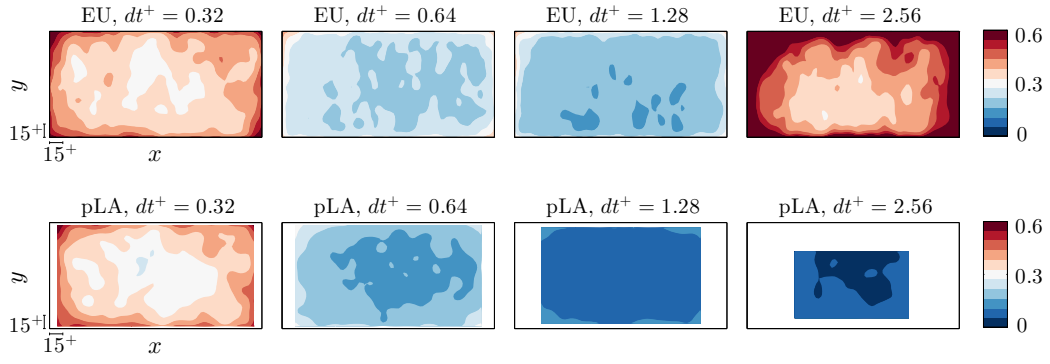 EU, dt⁺ = 0.32
EU, dt⁺ = 0.64
EU, dt⁺ = 1.28
EU, dt⁺ = 2.56
y
15⁺
15⁺
x
0.6
0.3
0
pLA, dt⁺ = 0.32
pLA, dt⁺ = 0.64
pLA, dt⁺ = 1.28
pLA, dt⁺ = 2.56
y
15⁺
15⁺
x
0.6
0.3
0